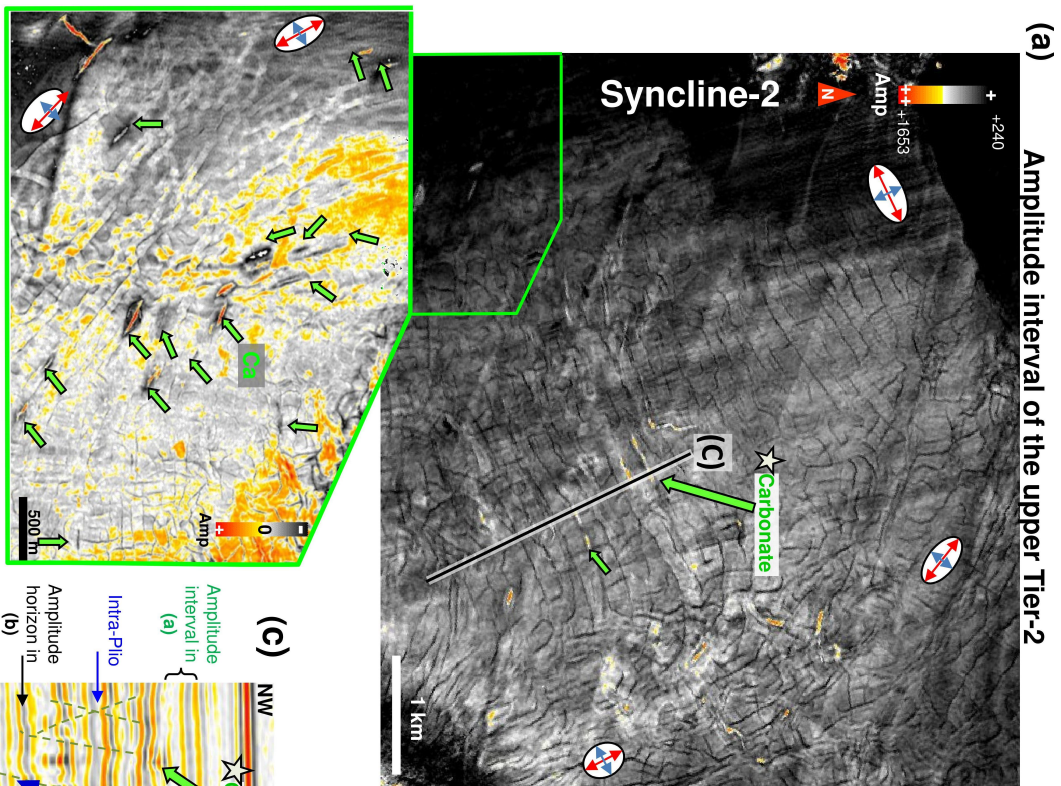 (a)
Amplitude interval of the upper Tier-2
+240
+
++
+1653
Amp
N
Syncline-2
(C)
Carbonate
1 km
Ca
- 0 +
Amp
500 m
(C)
NW
Amplitude
interval in
(a)
Intra-Plio
Amplitude
horizon in
(b)